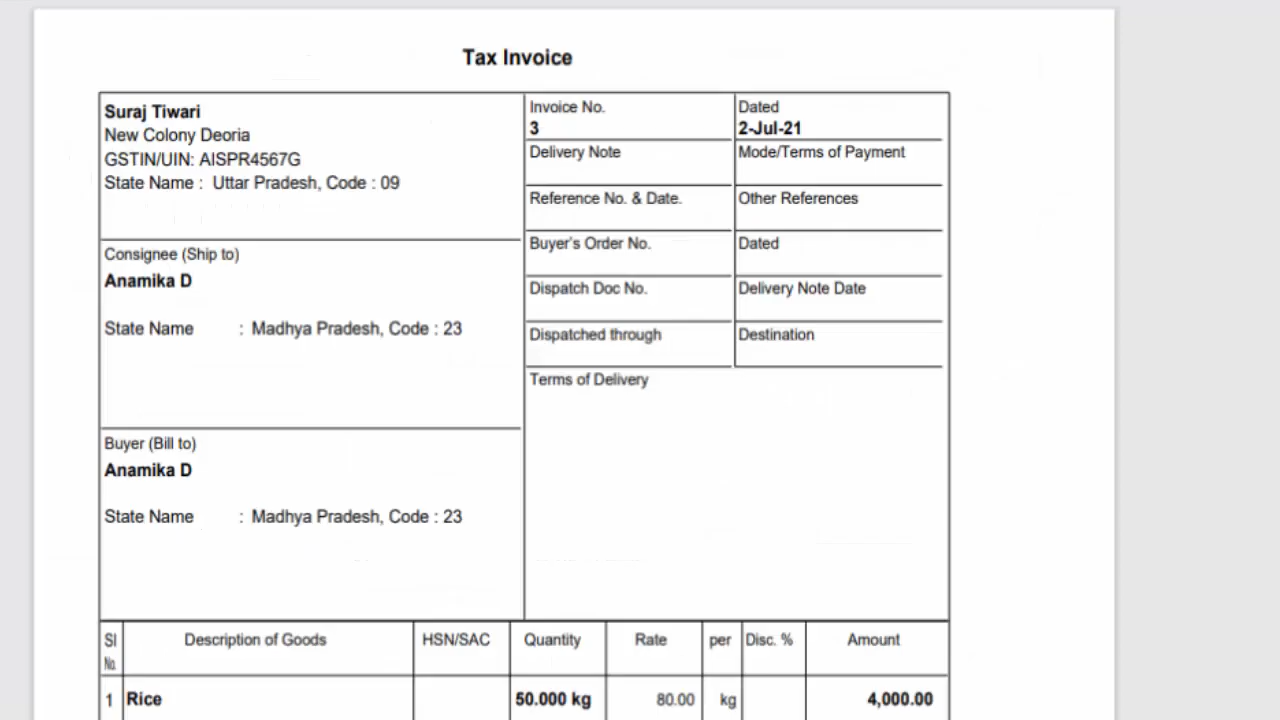 Tax Invoice
Suraj Tiwari
New Colony Deoria
GSTIN/UIN: AISPR4567G
State Name : Uttar Pradesh, Code : 09
Consignee (Ship to)
Anamika D
State Name : Madhya Pradesh, Code : 23
Buyer (Bill to)
Anamika D
State Name : Madhya Pradesh, Code : 23
Invoice No. Dated
3 2-Jul-21
Delivery Note Mode/Terms of Payment
Reference No. & Date. Other References
Buyer's Order No. Dated
Dispatch Doc No. Delivery Note Date
Dispatched through Destination
Terms of Delivery
Sl Description of Goods HSN/SAC Quantity Rate per Disc. % Amount
No.
1 Rice 50.000 kg 80.00 kg 4,000.00